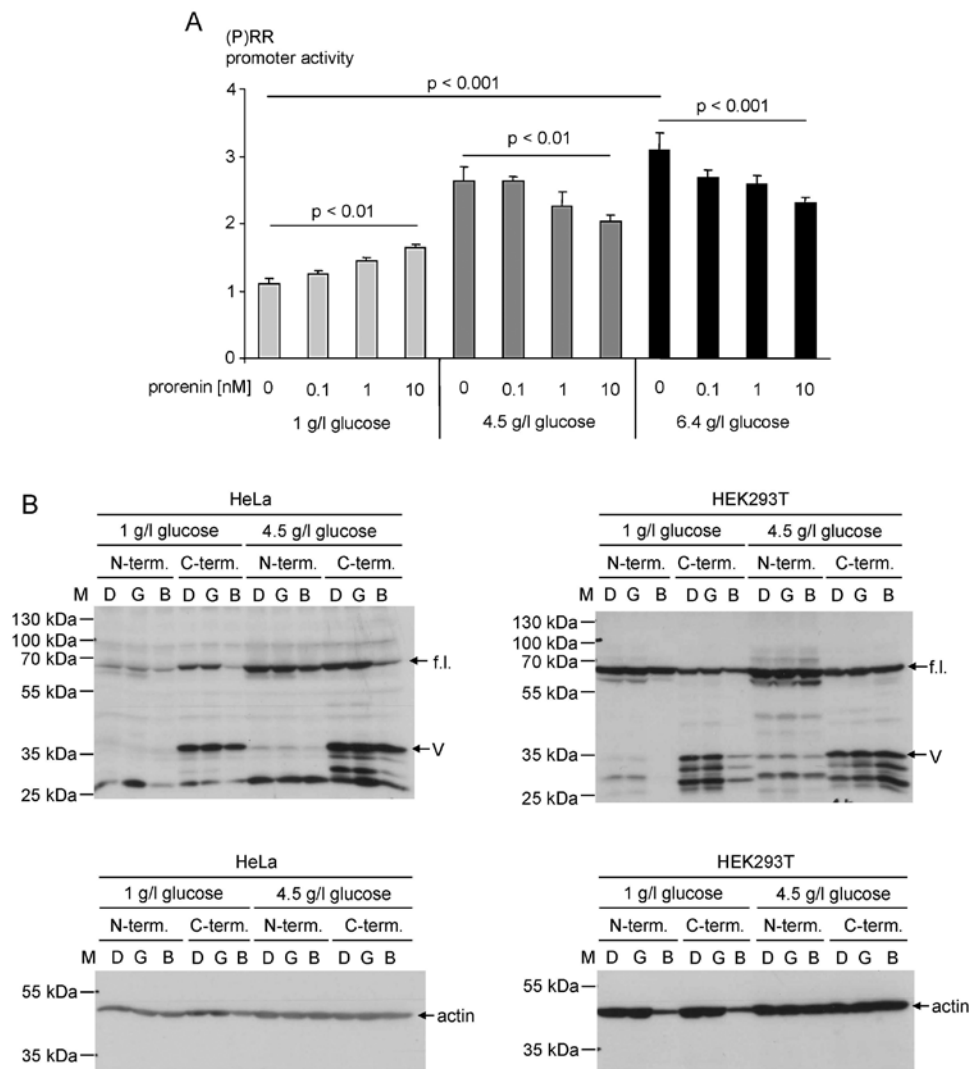 A
(P)RR
promoter activity
4
3
2
1
0
p < 0.001
p < 0.01
p < 0.01
p < 0.001
prorenin [nM] 0 0.1 1 10 0 0.1 1 10 0 0.1 1 10
1 g/l glucose 4.5 g/l glucose 6.4 g/l glucose
B
HeLa
1 g/l glucose 4.5 g/l glucose
N-term. C-term. N-term. C-term.
M D G B D G B D G B D G B
130 kDa
100 kDa
70 kDa
55 kDa
35 kDa
25 kDa
f.l.
V
HEK293T
1 g/l glucose 4.5 g/l glucose
N-term. C-term. N-term. C-term.
M D G B D G B D G B D G B
130 kDa
100 kDa
70 kDa
55 kDa
35 kDa
25 kDa
f.l.
V
HeLa
1 g/l glucose 4.5 g/l glucose
N-term. C-term. N-term. C-term.
M D G B D G B D G B D G B
55 kDa
35 kDa
actin
HEK293T
1 g/l glucose 4.5 g/l glucose
N-term. C-term. N-term. C-term.
M D G B D G B D G B D G B
55 kDa
35 kDa
actin